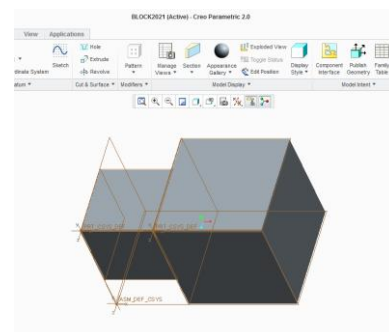 BLOCK2021 (Active) - Creo Parametric 2.0
View Applications
Hole
Extrude
Revolve
Sketch
dinate System
Pattern
Manage
Views
Section
Appearance
Gallery
Exploded View
Toggle Status
Edit Position
Display
Style
Component
Interface
Publish
Geometry
Family
Table
atum Cut & Surface Modifiers Model Display Model Intent
ASM_DEF_CSYS